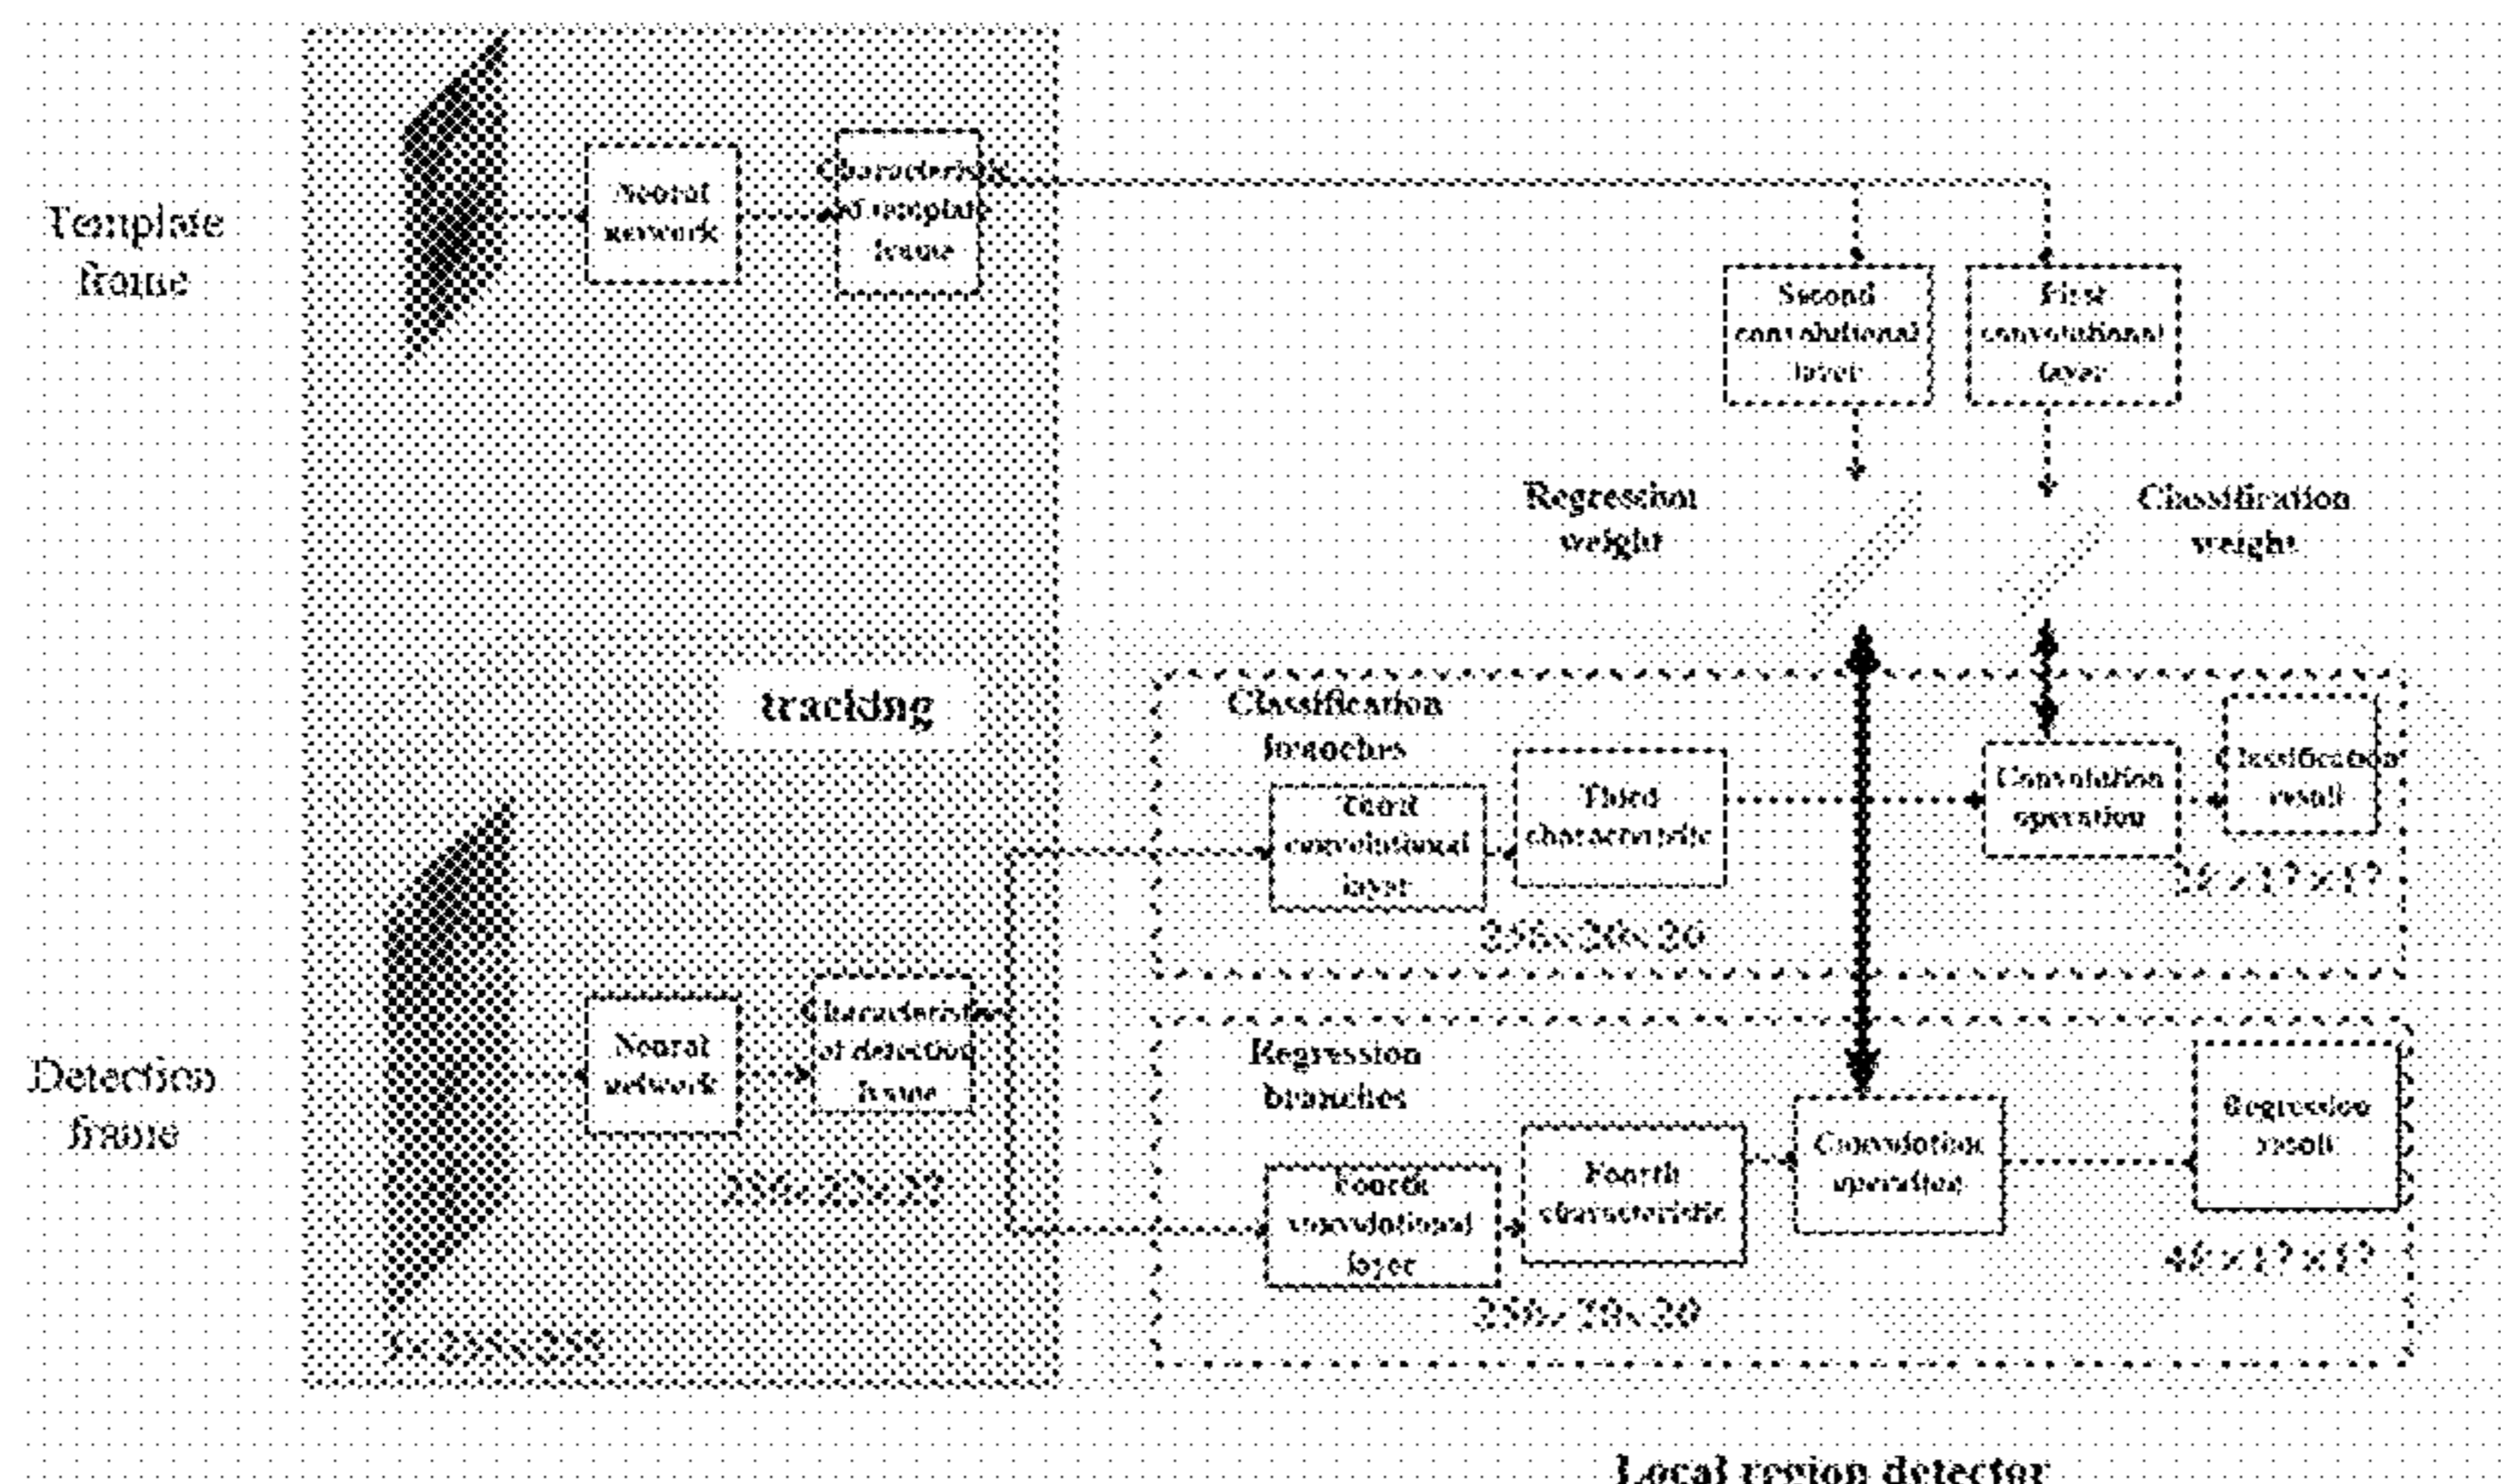 Template
frame
Neural
network
Characteristic
of template
frame
Second
convolutional
layer
First
convolutional
layer
Regression
weight
Classification
weight
tracking
Classification
branches
Third
convolutional
layer
Third
characteristic
Convolution
operation
Classification
result
Detection
frame
Neural
network
Characteristic
of detection
frame
Regression
branches
Fourth
convolutional
layer
Fourth
characteristic
Convolution
operation
Regression
result
Local region detector